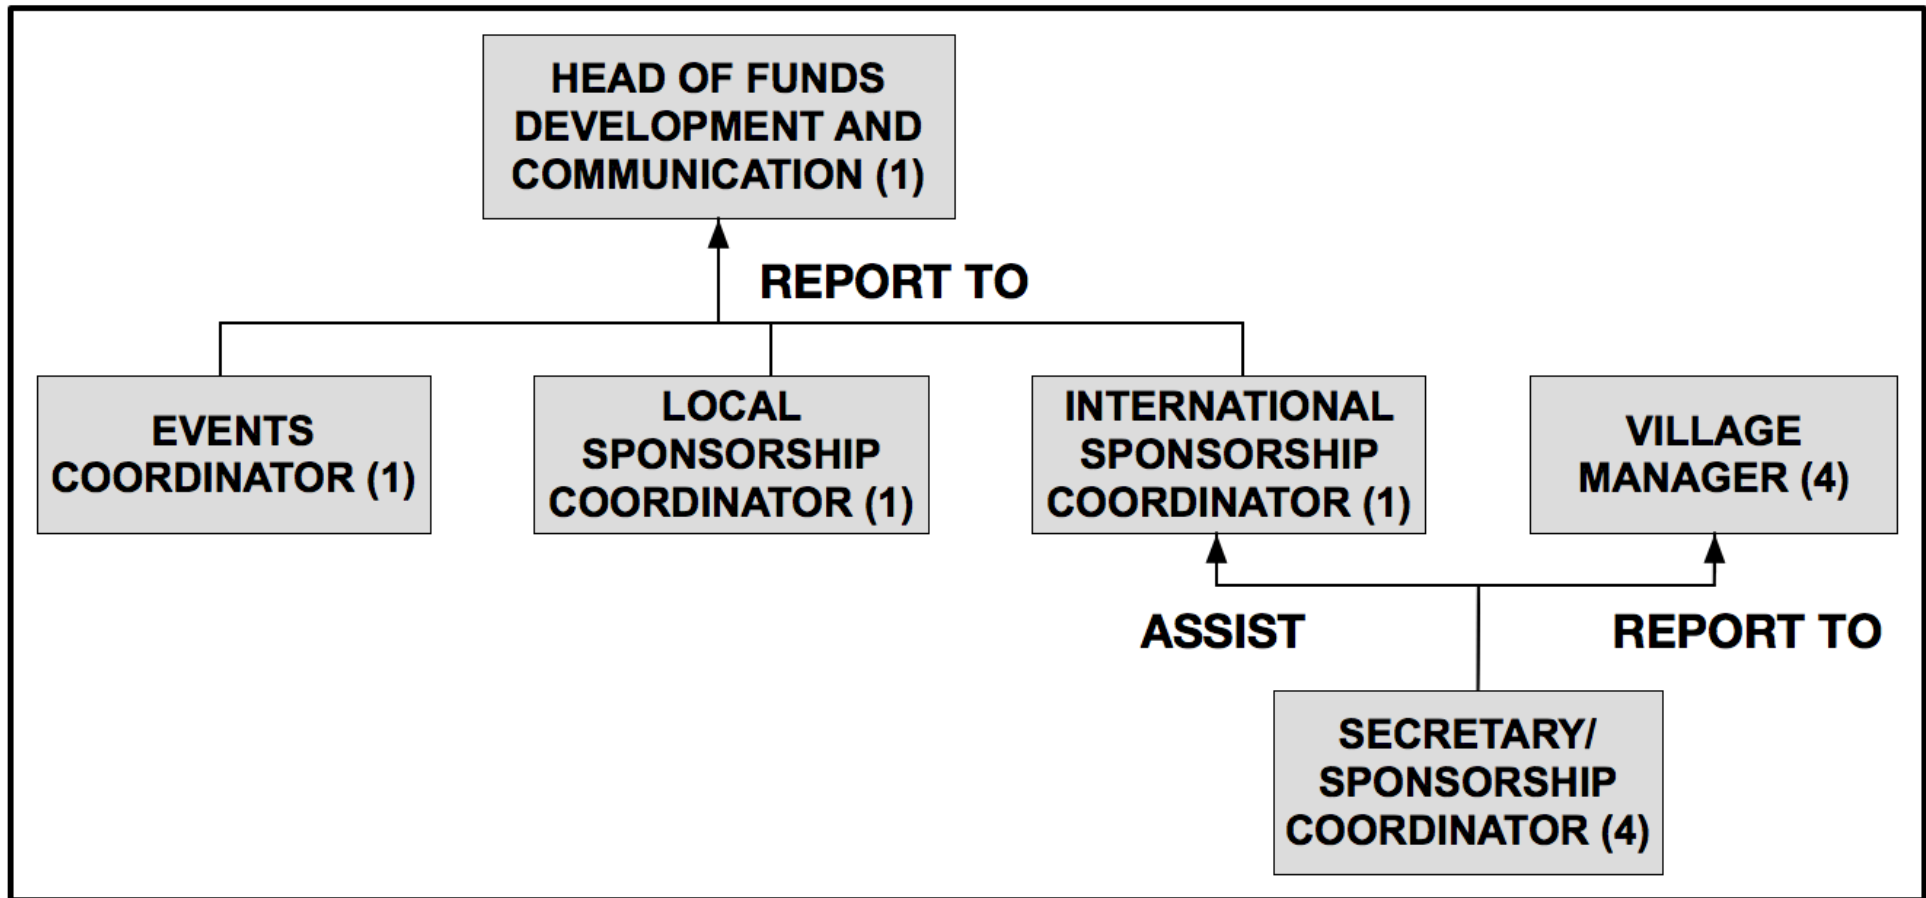 HEAD OF FUNDS
DEVELOPMENT AND
COMMUNICATION (1)
REPORT TO
EVENTS
COORDINATOR (1)
LOCAL
SPONSORSHIP
COORDINATOR (1)
INTERNATIONAL
SPONSORSHIP
COORDINATOR (1)
VILLAGE
MANAGER (4)
ASSIST
REPORT TO
SECRETARY/
SPONSORSHIP
COORDINATOR (4)